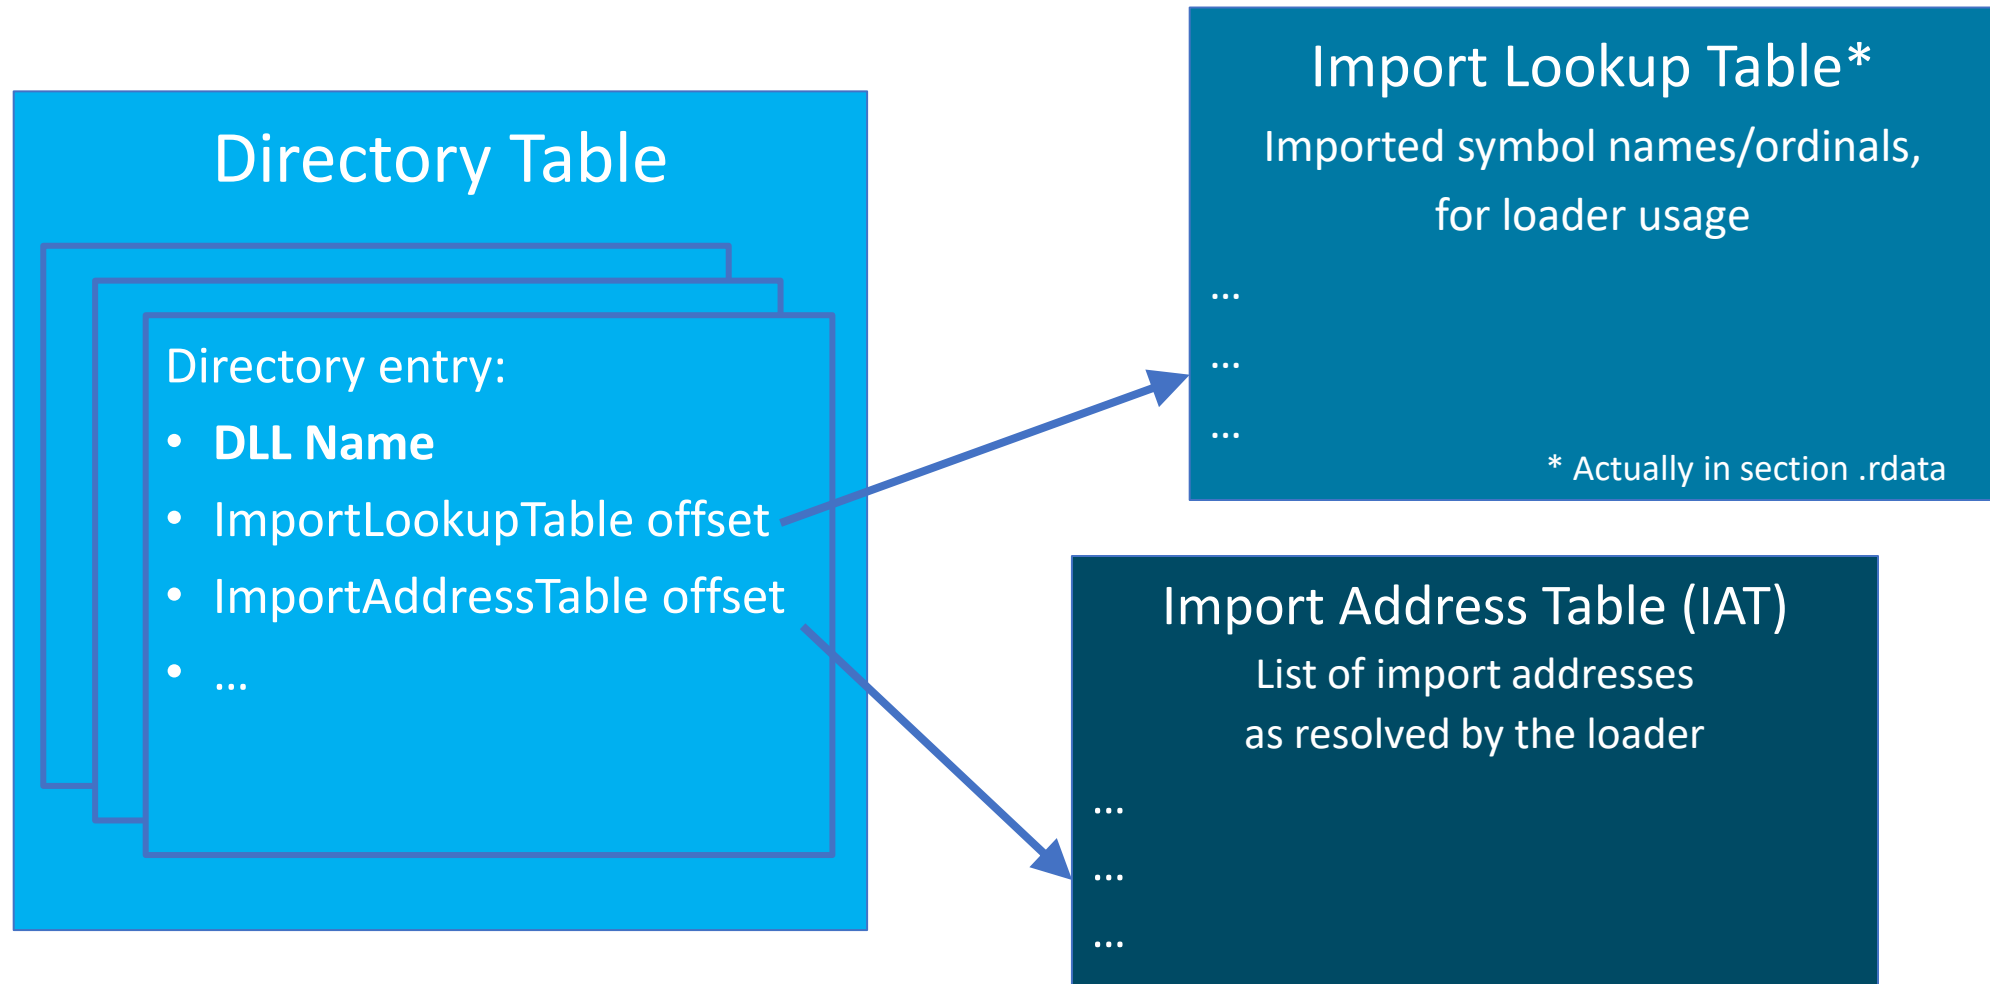 Directory Table
Directory entry:
• DLL Name
• ImportLookupTable offset
• ImportAddressTable offset
• ...
Import Lookup Table*
Imported symbol names/ordinals,
for loader usage
...
...
...
* Actually in section .rdata
Import Address Table (IAT)
List of import addresses
as resolved by the loader
...
...
...